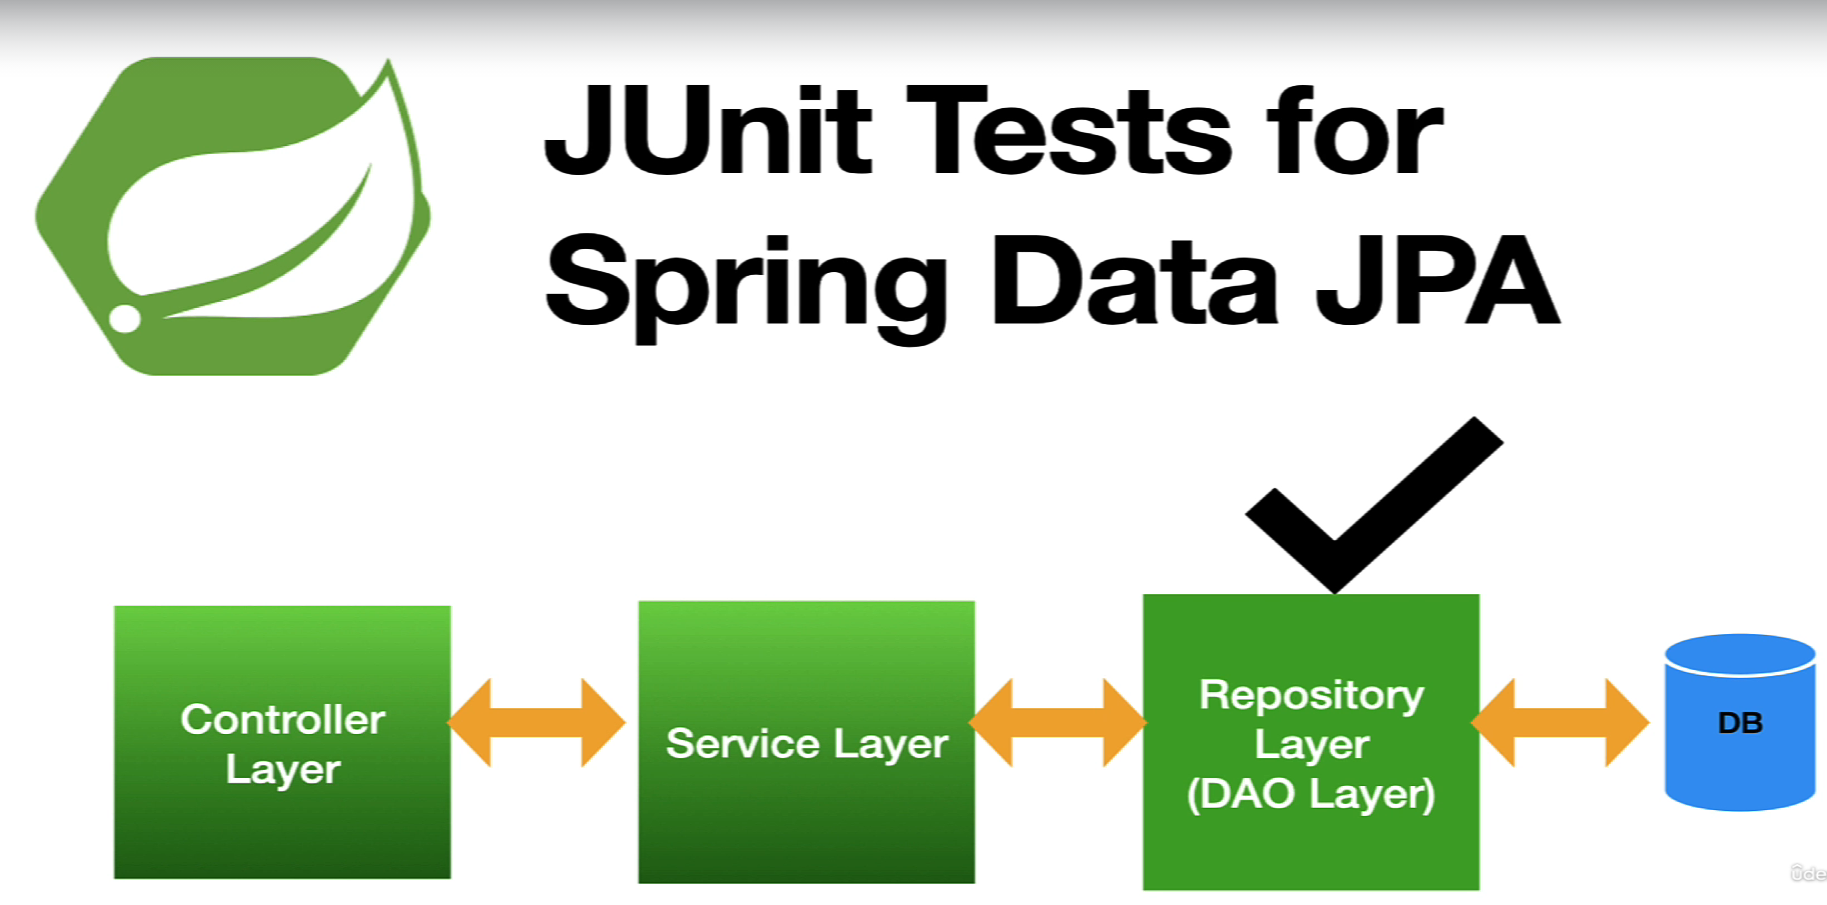 JUnit Tests for
Spring Data JPA
Controller
Layer
Service Layer
Repository
Layer
(DAO Layer)
DB